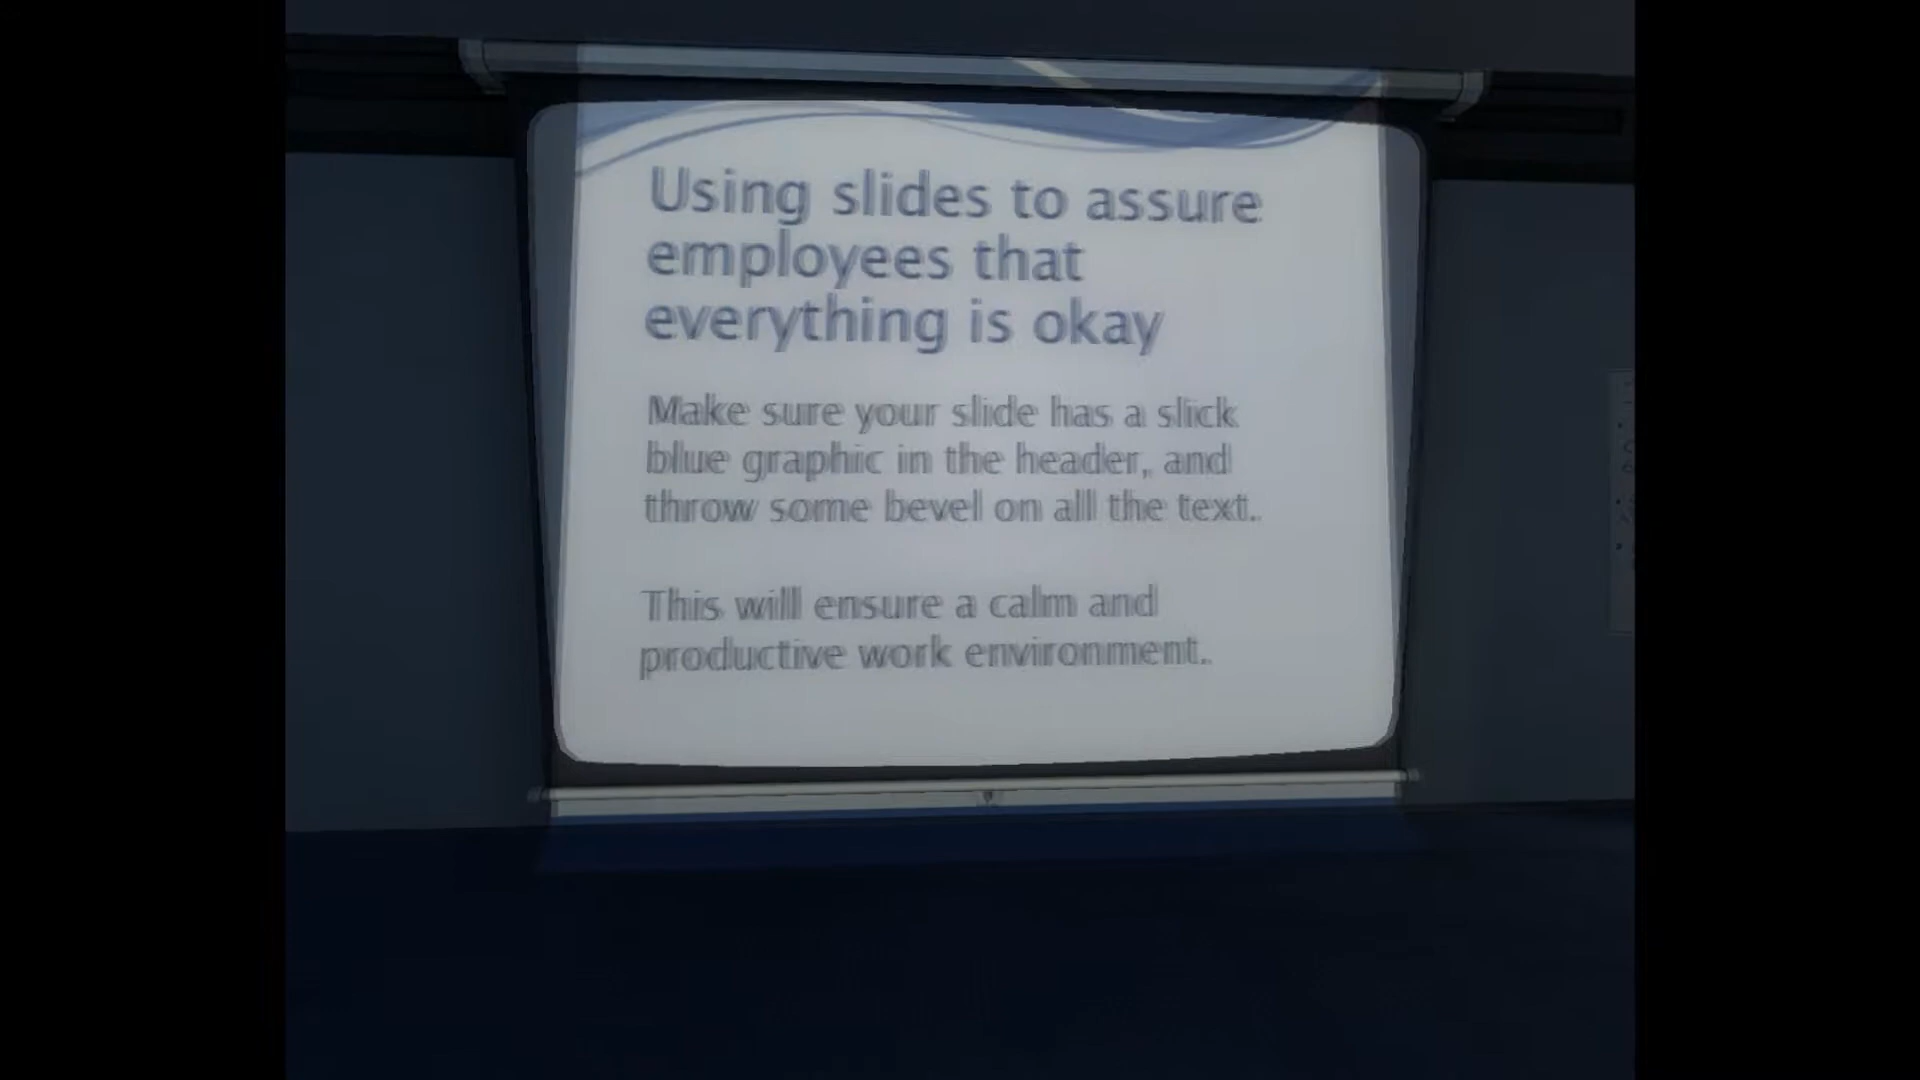 Using slides to assure
employees that
everything is okay
Make sure your slide has a slick
blue graphic in the header, and
throw some bevel on all the text.
This will ensure a calm and
productive work environment.